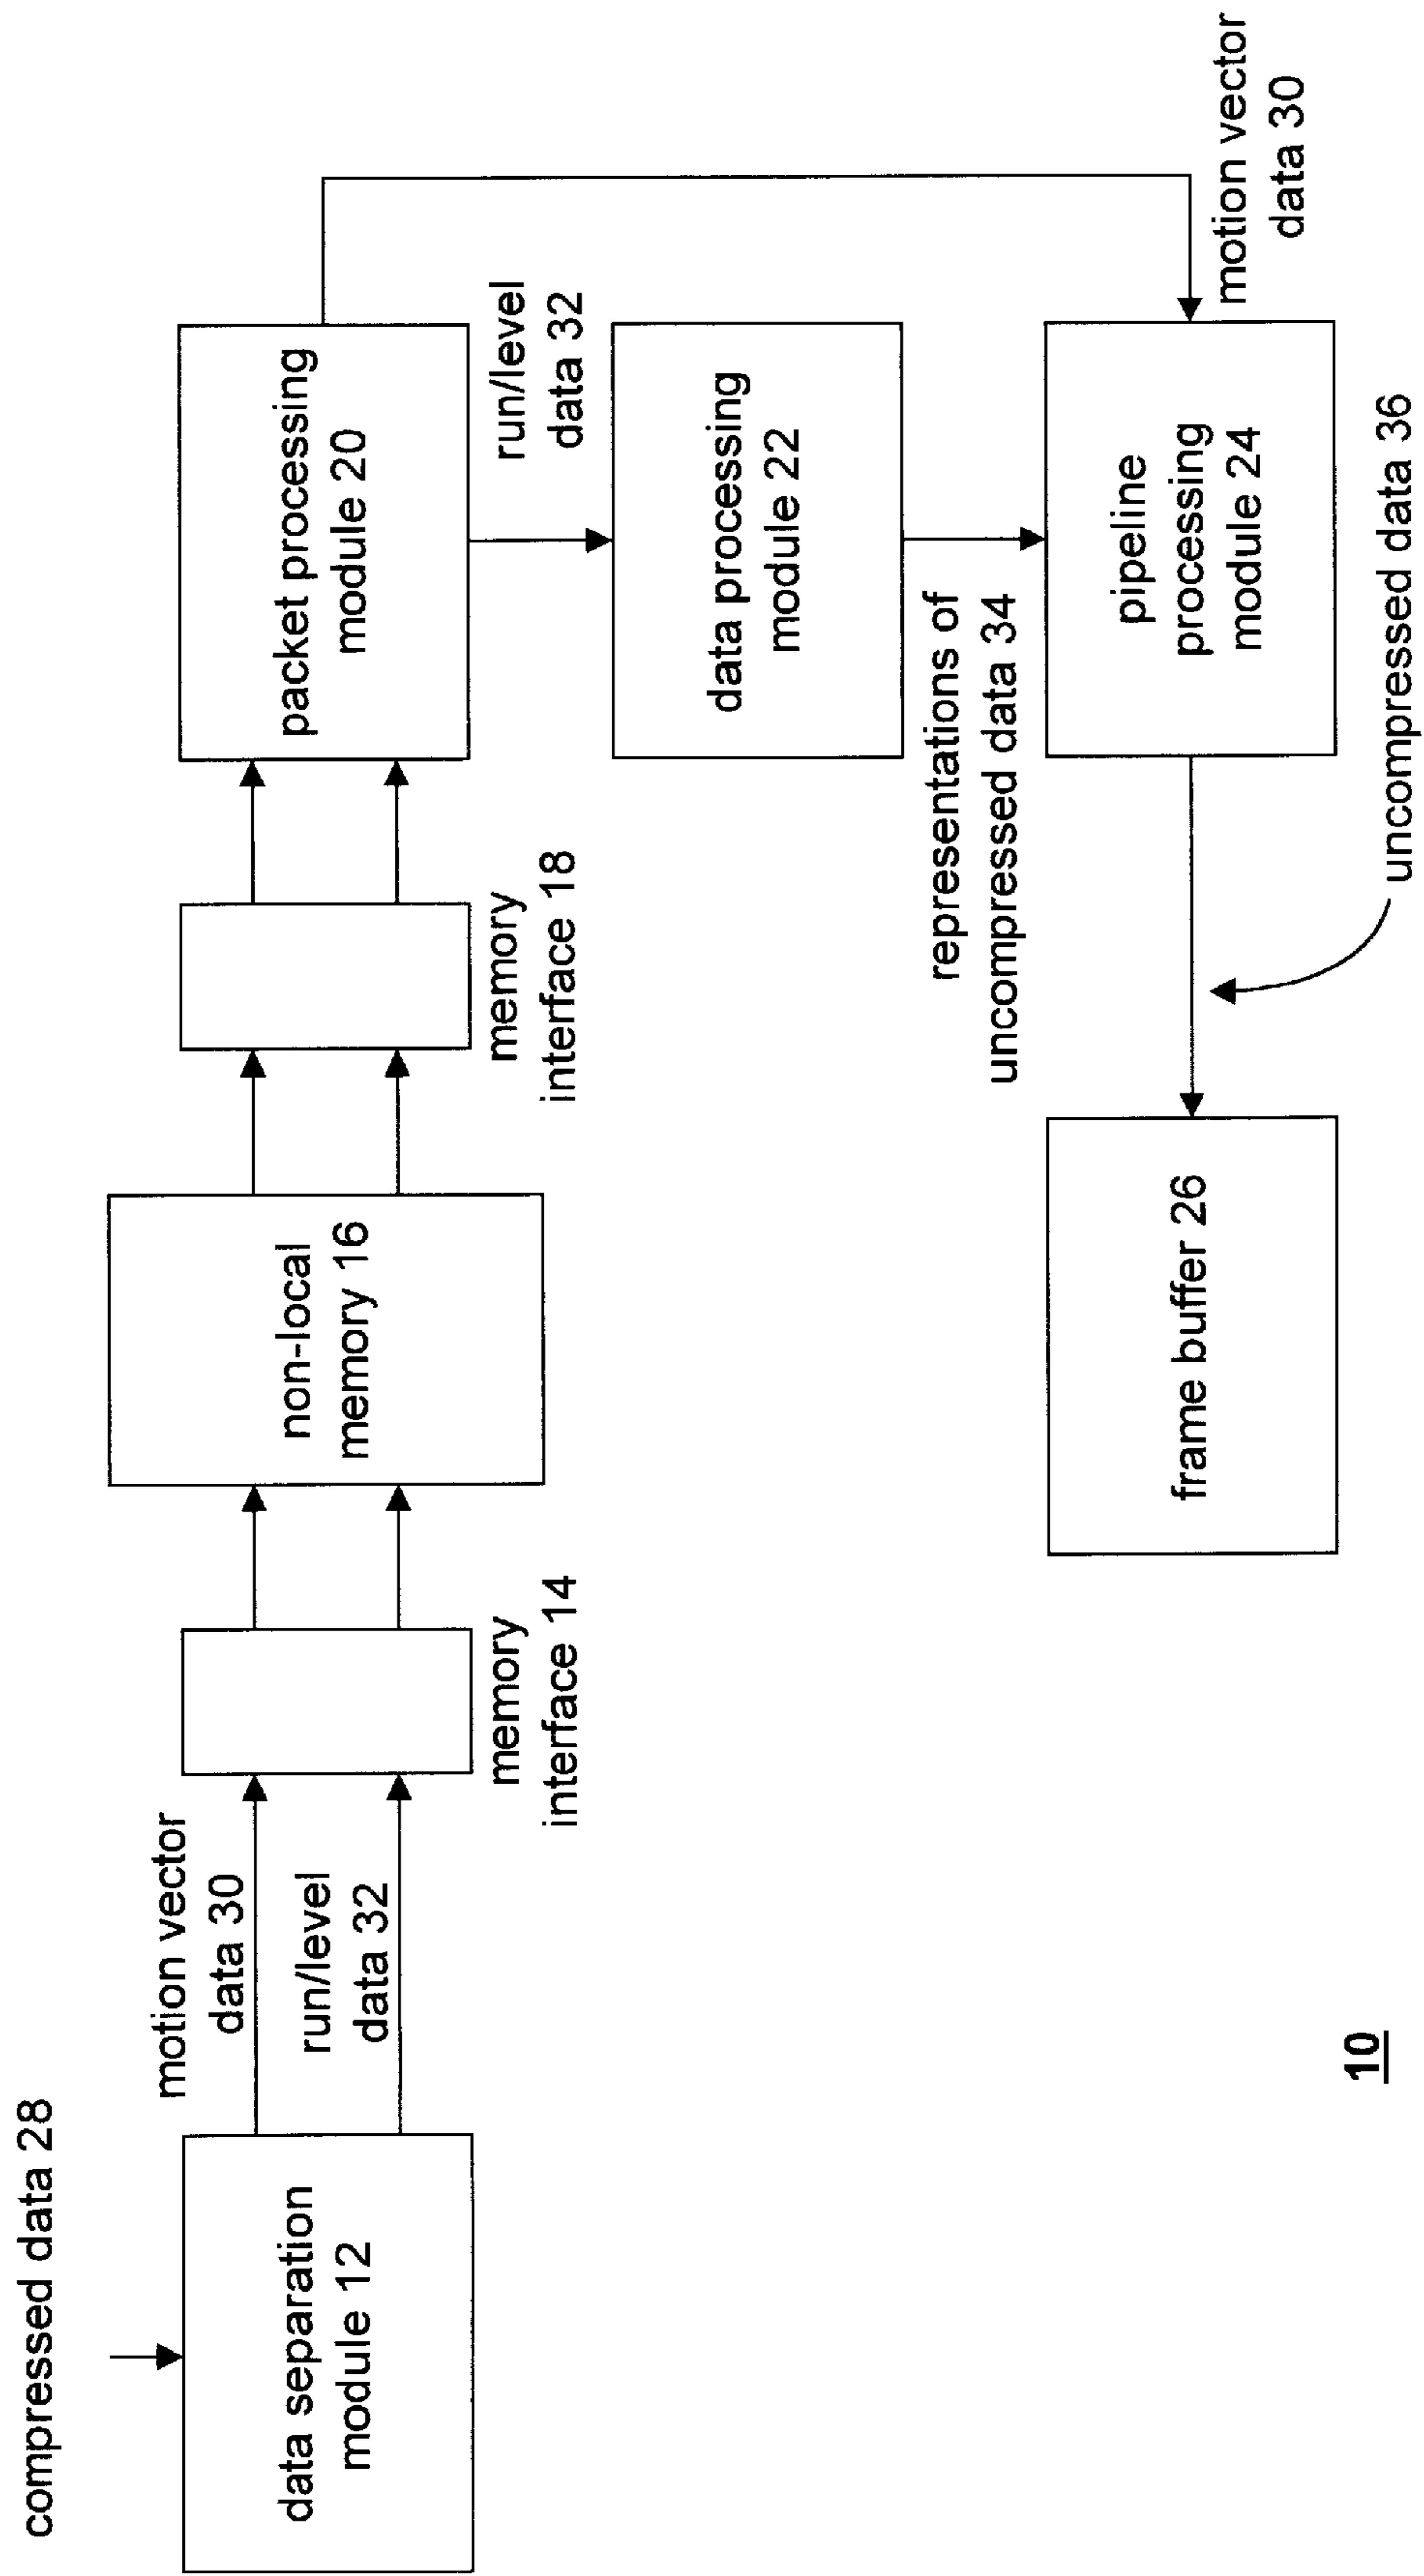 compressed data 28
data separation
module 12
motion vector
data 30
run/level
data 32
memory
interface 14
non-local
memory 16
memory
interface 18
packet processing
module 20
run/level
data 32
data processing
module 22
representations of
uncompressed data 34
pipeline
processing
module 24
motion vector
data 30
uncompressed data 36
frame buffer 26
10